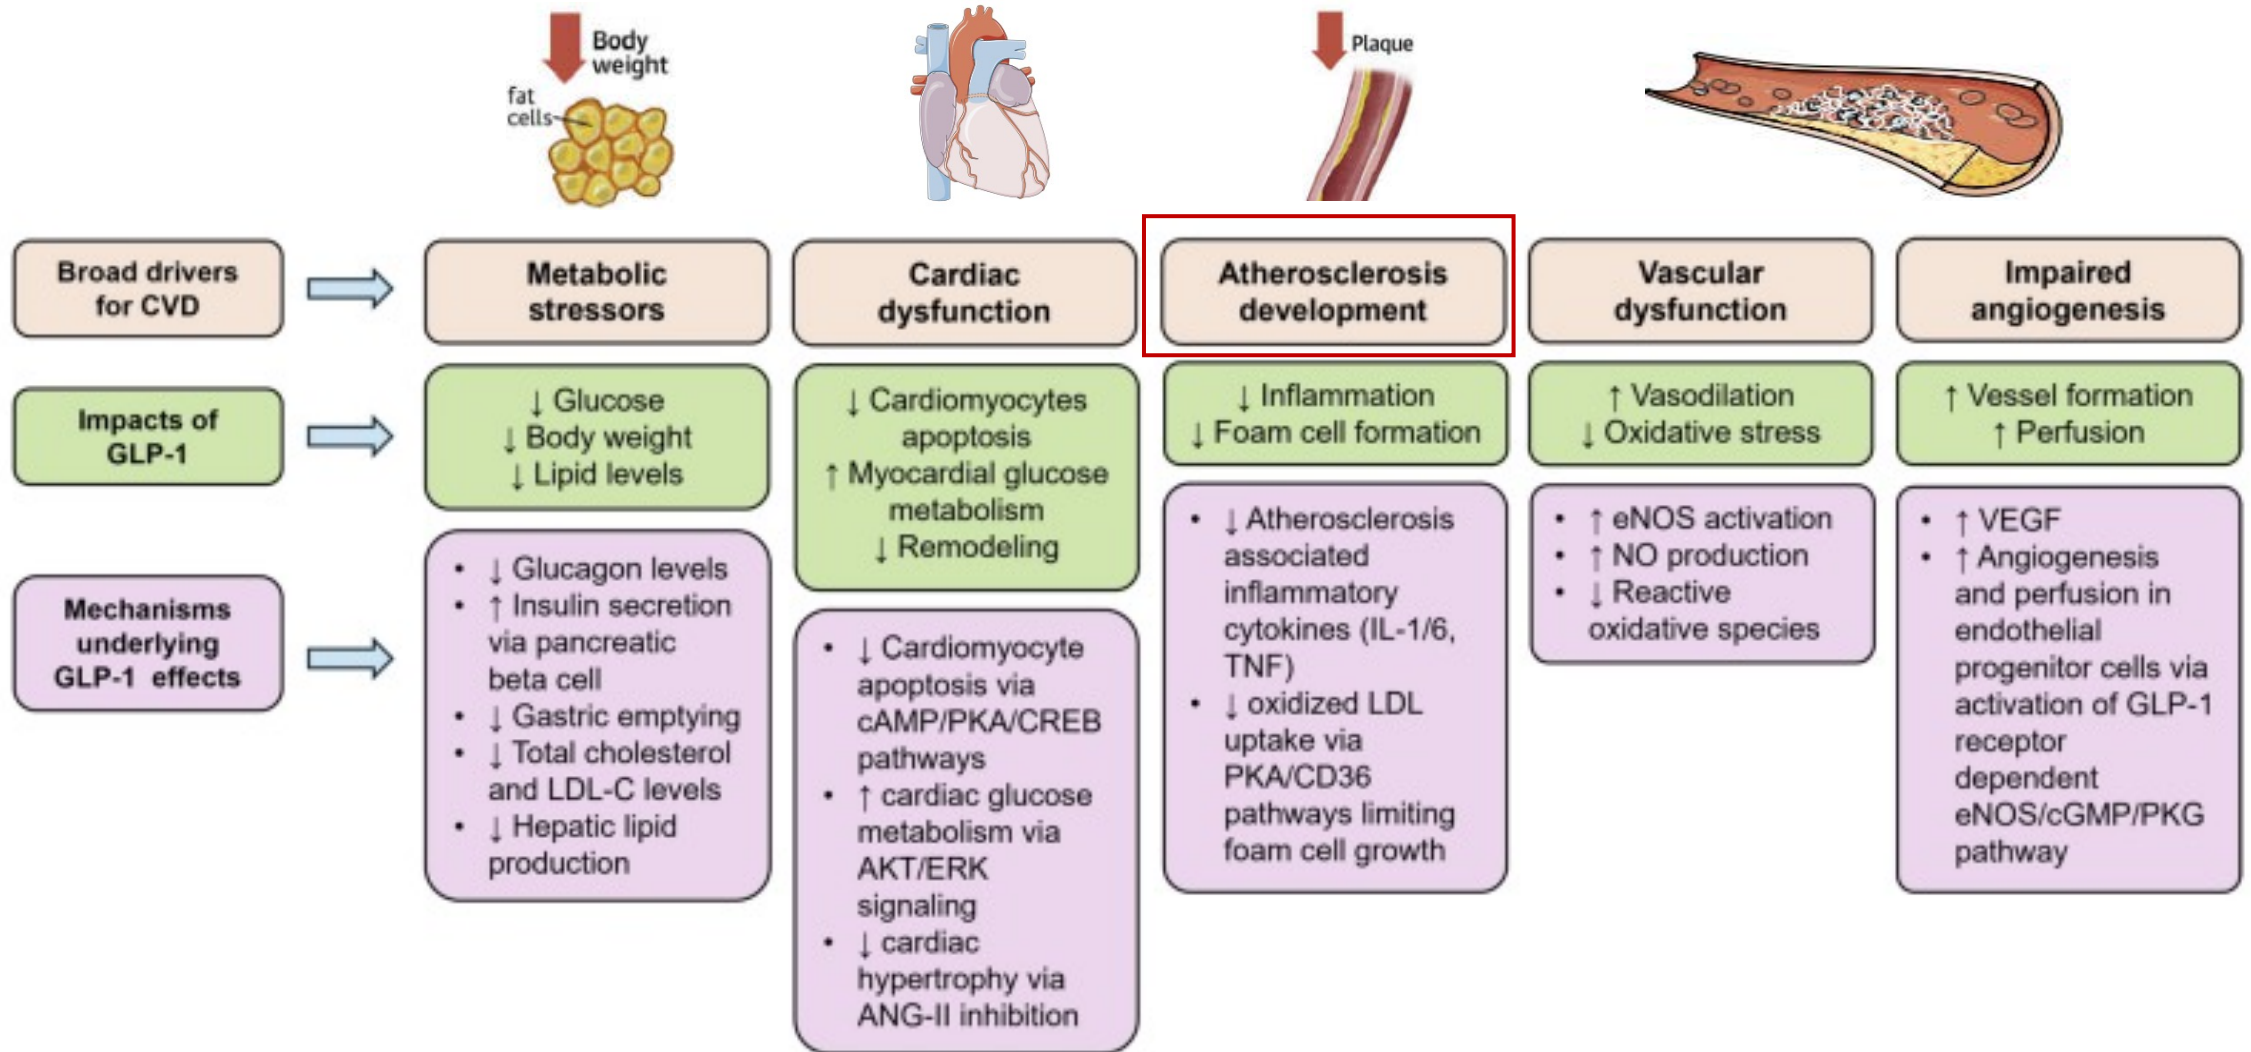 Body
weight
fat
cells
Plaque
Broad drivers
for CVD
Metabolic
stressors
Cardiac
dysfunction
Atherosclerosis
development
Vascular
dysfunction
Impaired
angiogenesis
Impacts of
GLP-1
↓ Glucose
↓ Body weight
↓ Lipid levels
↓ Cardiomyocytes
apoptosis
↑ Myocardial glucose
metabolism
↓ Remodeling
↓ Inflammation
↓ Foam cell formation
↑ Vasodilation
↓ Oxidative stress
↑ Vessel formation
↑ Perfusion
Mechanisms
underlying
GLP-1 effects
• ↓ Glucagon levels
• ↑ Insulin secretion
via pancreatic
beta cell
• ↓ Gastric emptying
• ↓ Total cholesterol
and LDL-C levels
• ↓ Hepatic lipid
production
• ↓ Cardiomyocyte
apoptosis via
cAMP/PKA/CREB
pathways
• ↑ cardiac glucose
metabolism via
AKT/ERK
signaling
• ↓ cardiac
hypertrophy via
ANG-II inhibition
• ↓ Atherosclerosis
associated
inflammatory
cytokines (IL-1/6,
TNF)
• ↓ oxidized LDL
uptake via
PKA/CD36
pathways limiting
foam cell growth
• ↑ eNOS activation
• ↑ NO production
• ↓ Reactive
oxidative species
• ↑ VEGF
• ↑ Angiogenesis
and perfusion in
endothelial
progenitor cells via
activation of GLP-1
receptor
dependent
eNOS/cGMP/PKG
pathway